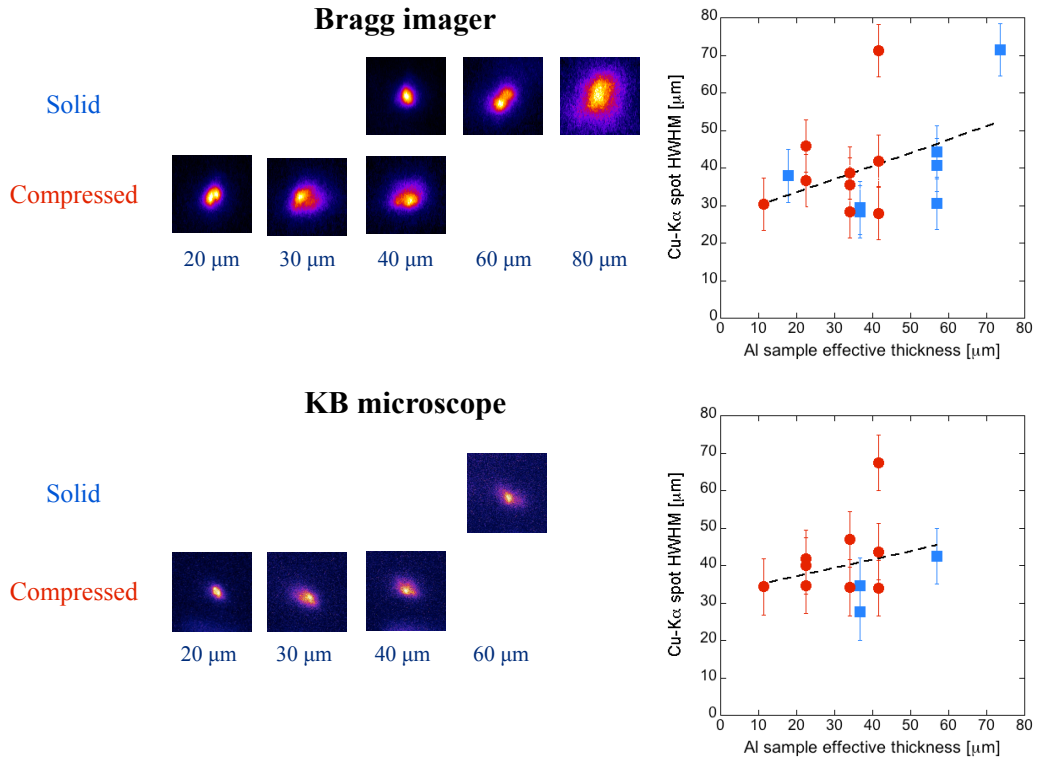 Bragg imager
Solid
Compressed
20 μm 30 μm 40 μm 60 μm 80 μm
80
70
60
50
40
30
20
10
0
Cu-Kα spot HWHM [μm]
0 10 20 30 40 50 60 70 80
Al sample effective thickness [μm]
KB microscope
Solid
Compressed
20 μm 30 μm 40 μm 60 μm
80
70
60
50
40
30
20
10
0
Cu-Kα spot HWHM [μm]
0 10 20 30 40 50 60 70 80
Al sample effective thickness [μm]